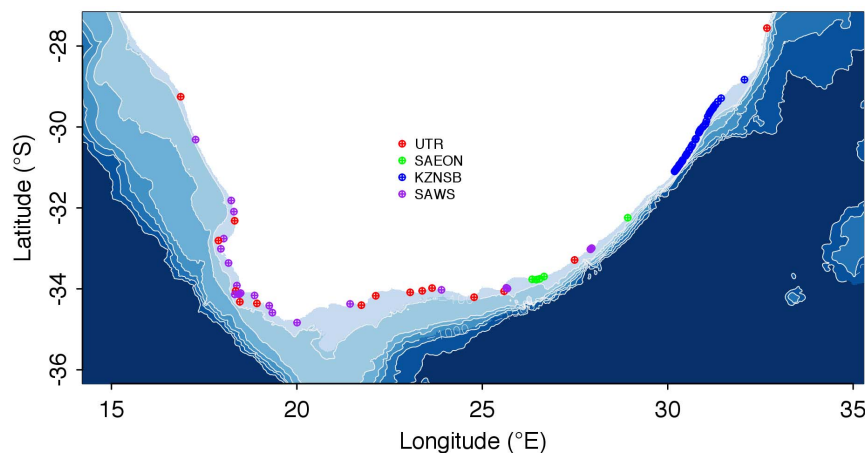 -28
-30
-32
-34
-36
Latitude (°S)
UTR
SAEON
KZNSB
SAWS
15
20
25
30
35
Longitude (°E)